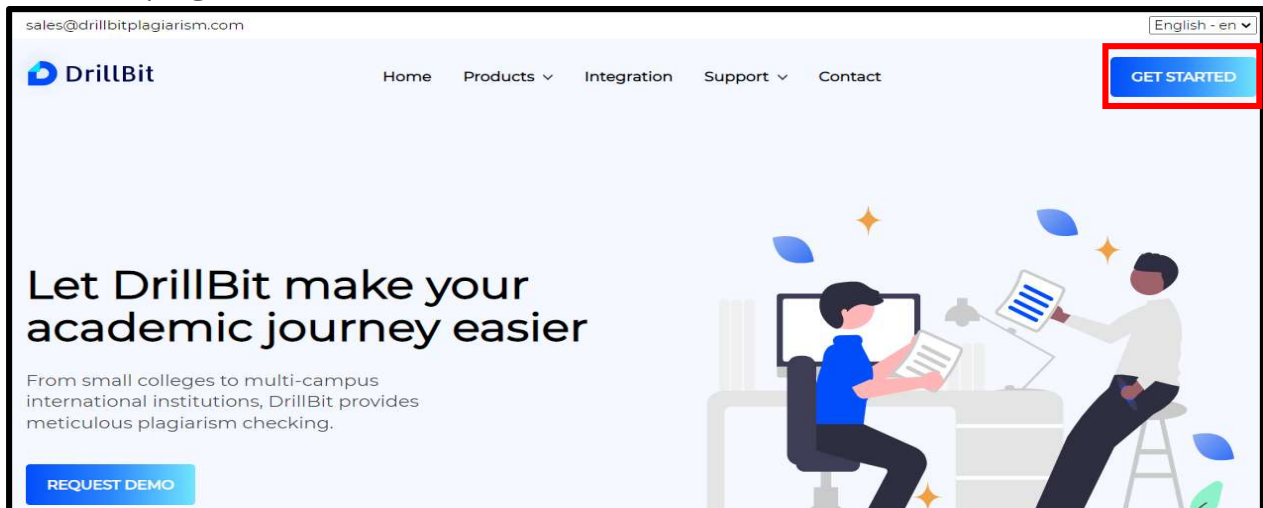 sales@drillbitplagiarism.com
English - en
DrillBit
Home Products Integration Support Contact
GET STARTED
Let DrillBit make your
academic journey easier
From small colleges to multi-campus
international institutions, DrillBit provides
meticulous plagiarism checking.
REQUEST DEMO